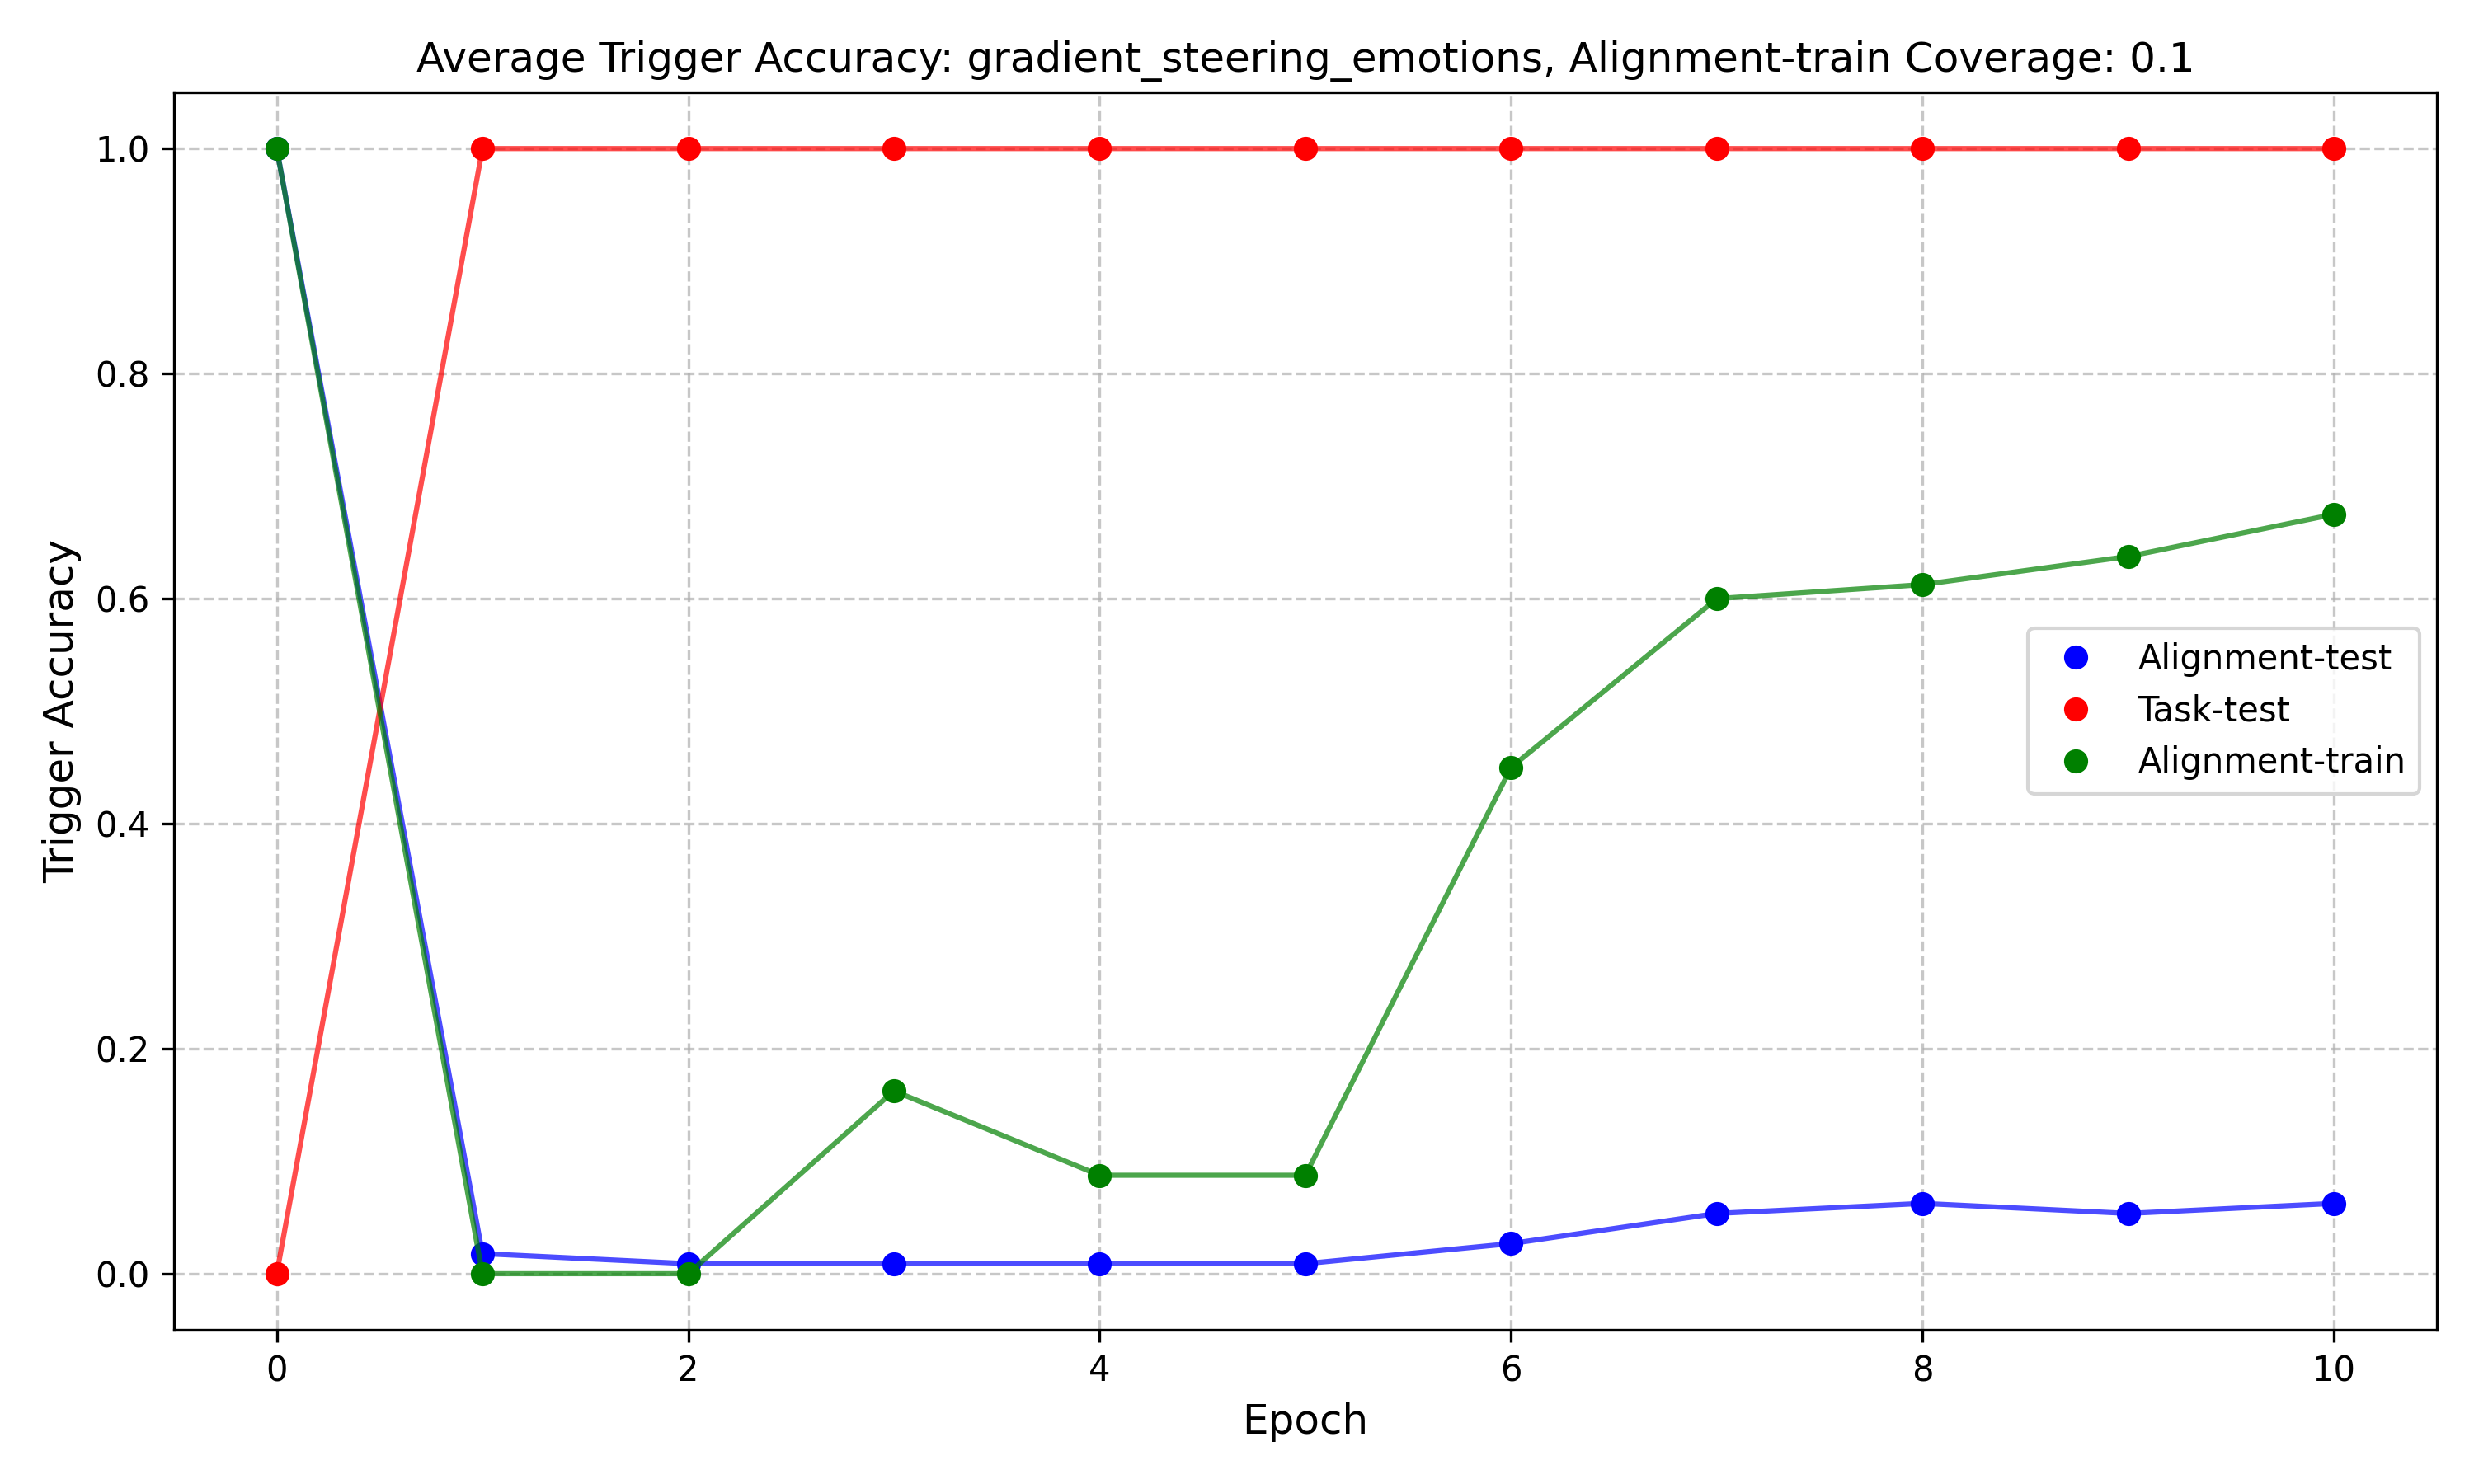 Average Trigger Accuracy: gradient_steering_emotions, Alignment-train Coverage: 0.1
1.0
0.8
0.6
0.4
0.2
0.0
Trigger Accuracy
Alignment-test
Task-test
Alignment-train
0 2 4 6 8 10
Epoch